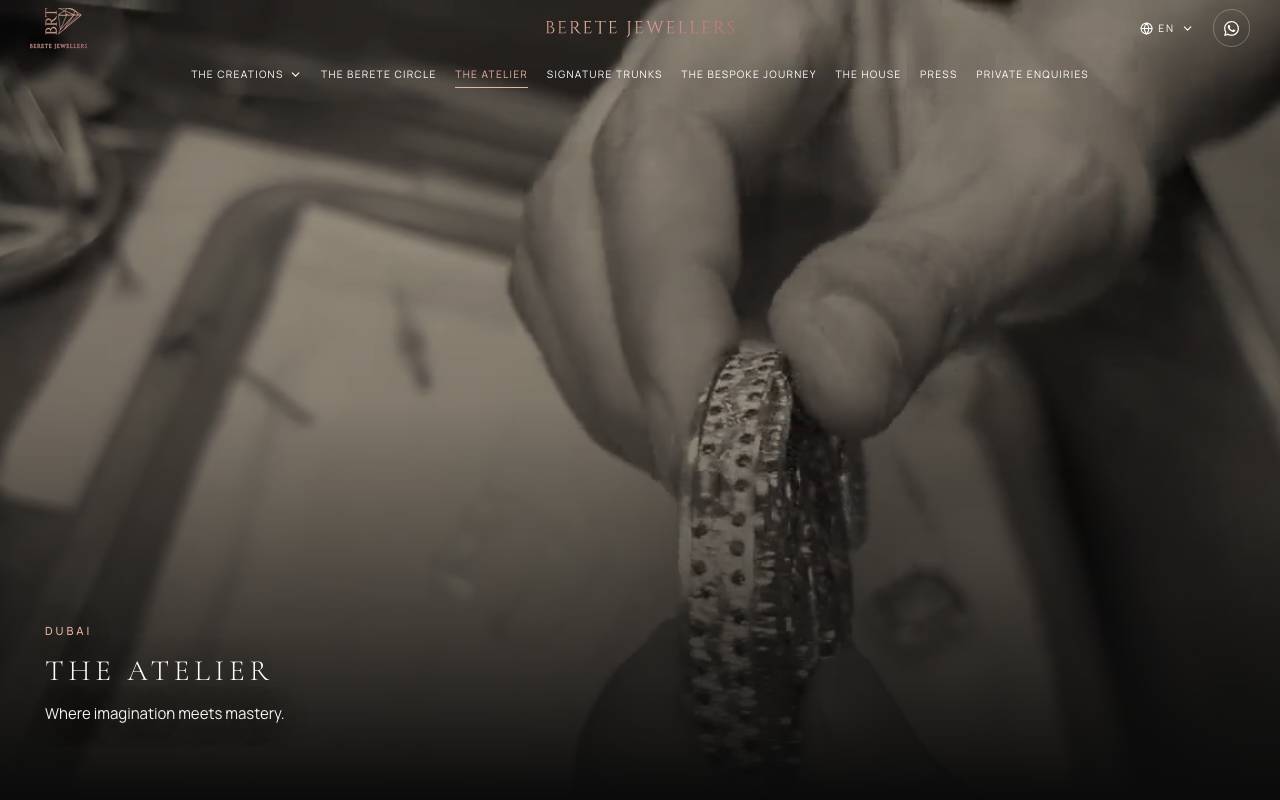 BRT
BERETE JEWELLERS
BERETE JEWELLERS
EN
THE CREATIONS
THE BERETE CIRCLE
THE ATELIER
SIGNATURE TRUNKS
THE BESPOKE JOURNEY
THE HOUSE
PRESS
PRIVATE ENQUIRIES
DUBAI
THE ATELIER
Where imagination meets mastery.